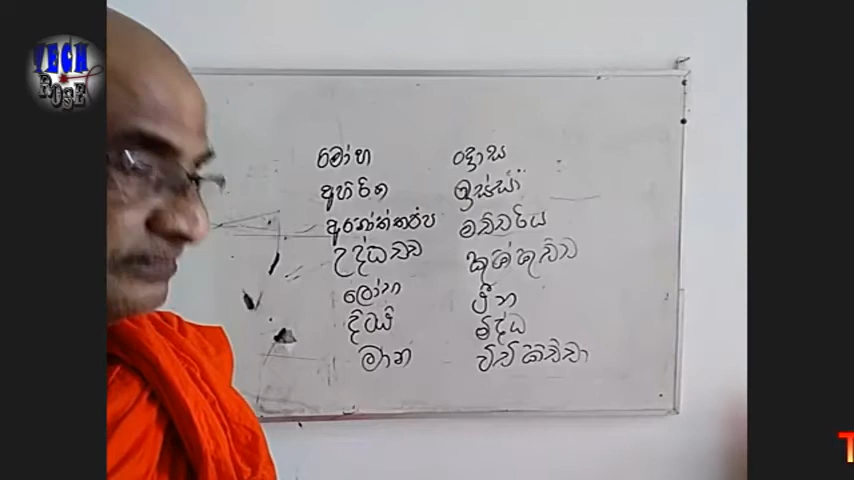 TECH
ROSE
මෝහ
අහිරික
අනෝත්තප්ප
උද්ධච්ච
ලෝභ
දිට්ඨි
මාන
දොස
ඉස්සා
මච්ඡරිය
කුක්කුච්ච
ථීන
මිද්ධ
විචිකිච්ඡා
T